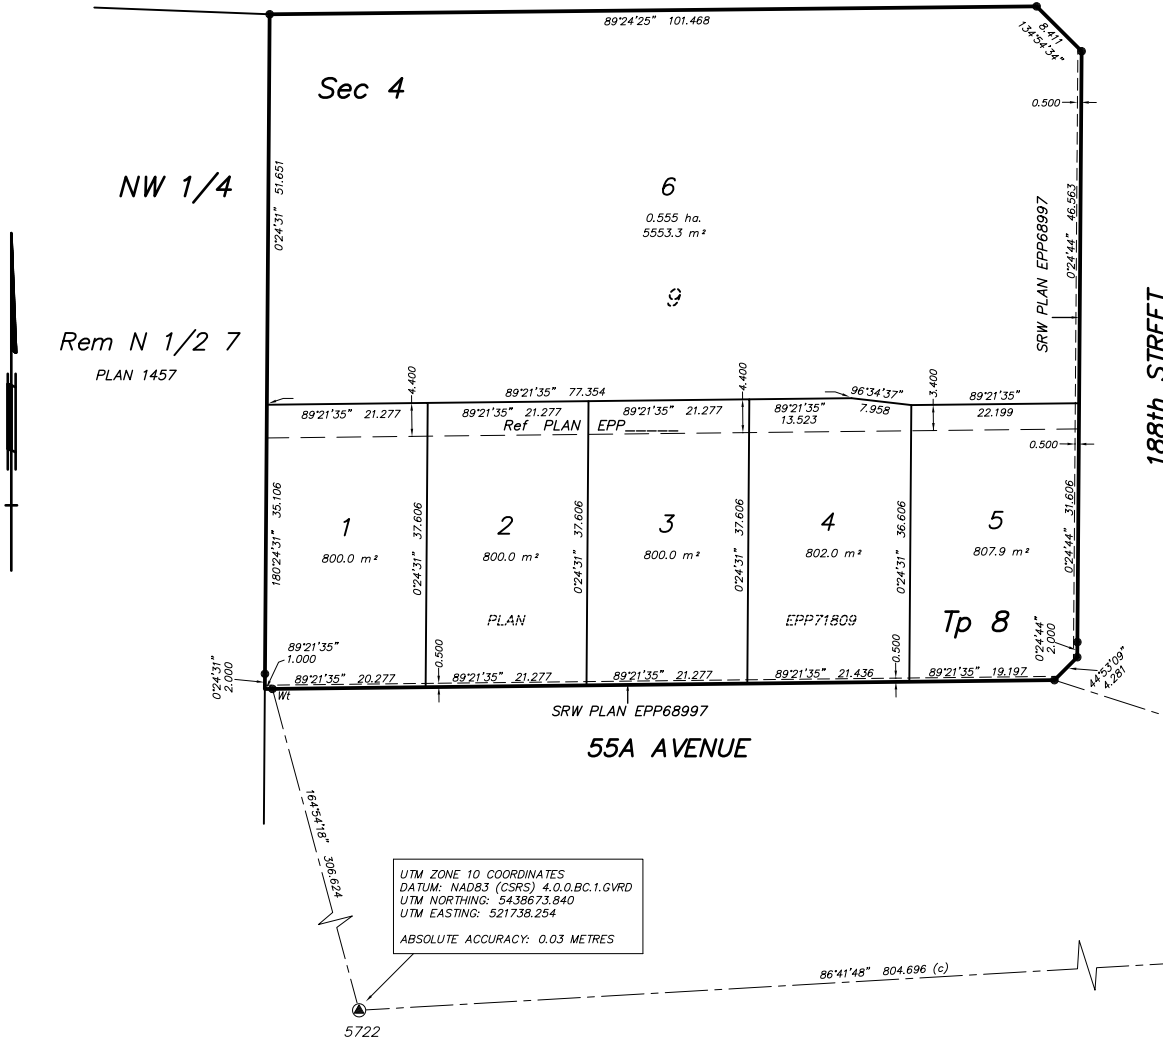 89°24'25" 101.468
8.411
134°54'34"
Sec 4
0.500
NW 1/4
0°24'31" 51.651
6
0.555 ha.
5553.3 m²
9
SRW PLAN EPP68997
0°24'44" 46.563
188th STREET
Rem N 1/2 7
PLAN 1457
4.400
89°21'35" 77.354
4.400
96°34'37"
3.400
89°21'35"
89°21'35" 21.277
89°21'35" 21.277
89°21'35" 21.277
89°21'35"
13.523
7.958
22.199
Ref PLAN EPP______
0.500
180°24'31" 35.106
1
800.0 m²
0°24'31" 37.606
2
800.0 m²
0°24'31" 37.606
3
800.0 m²
0°24'31" 37.606
4
802.0 m²
0°24'31" 36.606
5
807.9 m²
0°24'44" 31.606
PLAN EPP71809
Tp 8
0°24'44"
2.000
89°21'35"
1.000
0°24'31"
2.000
0.500
0.500
89°21'35" 20.277
89°21'35" 21.277
89°21'35" 21.277
89°21'35" 21.436
89°21'35" 19.197
44°53'09"
4.281
Wt
SRW PLAN EPP68997
55A AVENUE
164°54'18" 306.624
UTM ZONE 10 COORDINATES
DATUM: NAD83 (CSRS) 4.0.0.BC.1.GVRD
UTM NORTHING: 5438673.840
UTM EASTING: 521738.254
ABSOLUTE ACCURACY: 0.03 METRES
86°41'48" 804.696 (c)
5722